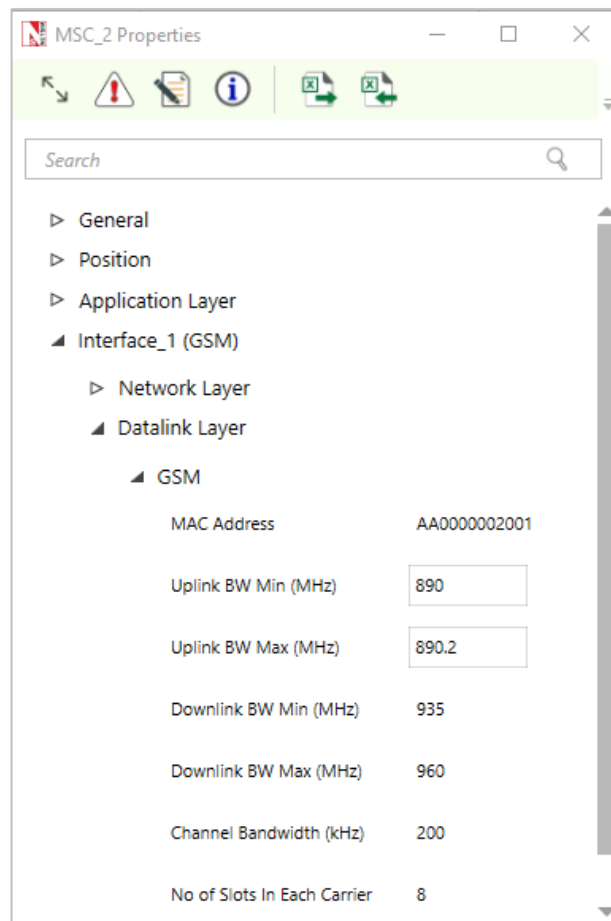 MSC_2 Properties
Search
General
Position
Application Layer
Interface_1 (GSM)
Network Layer
Datalink Layer
GSM
MAC Address AA0000002001
Uplink BW Min (MHz) 890
Uplink BW Max (MHz) 890.2
Downlink BW Min (MHz) 935
Downlink BW Max (MHz) 960
Channel Bandwidth (kHz) 200
No of Slots In Each Carrier 8